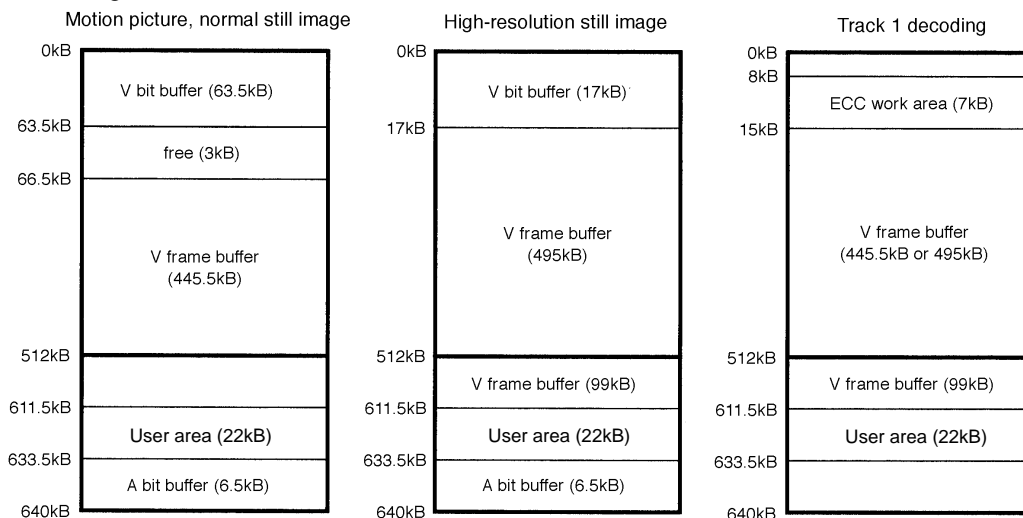 Motion picture, normal still image
0kB
V bit buffer (63.5kB)
63.5kB
free (3kB)
66.5kB
V frame buffer
(445.5kB)
512kB
611.5kB
User area (22kB)
633.5kB
A bit buffer (6.5kB)
640kB
High-resolution still image
0kB
V bit buffer (17kB)
17kB
V frame buffer
(495kB)
512kB
V frame buffer (99kB)
611.5kB
User area (22kB)
633.5kB
A bit buffer (6.5kB)
640kB
Track 1 decoding
0kB
8kB
ECC work area (7kB)
15kB
V frame buffer
(445.5kB or 495kB)
512kB
V frame buffer (99kB)
611.5kB
User area (22kB)
633.5kB
640kB